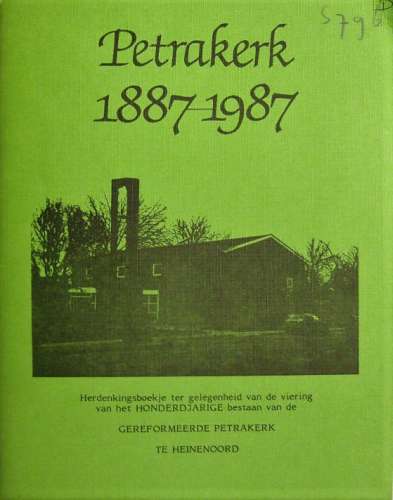 S796
Petrakerk
1887-1987
Herdenkingsboekje ter gelegenheid van de viering
van het HONDERDJARIGE bestaan van de
GEREFORMEERDE PETRAKERK
TE HEINENOORD